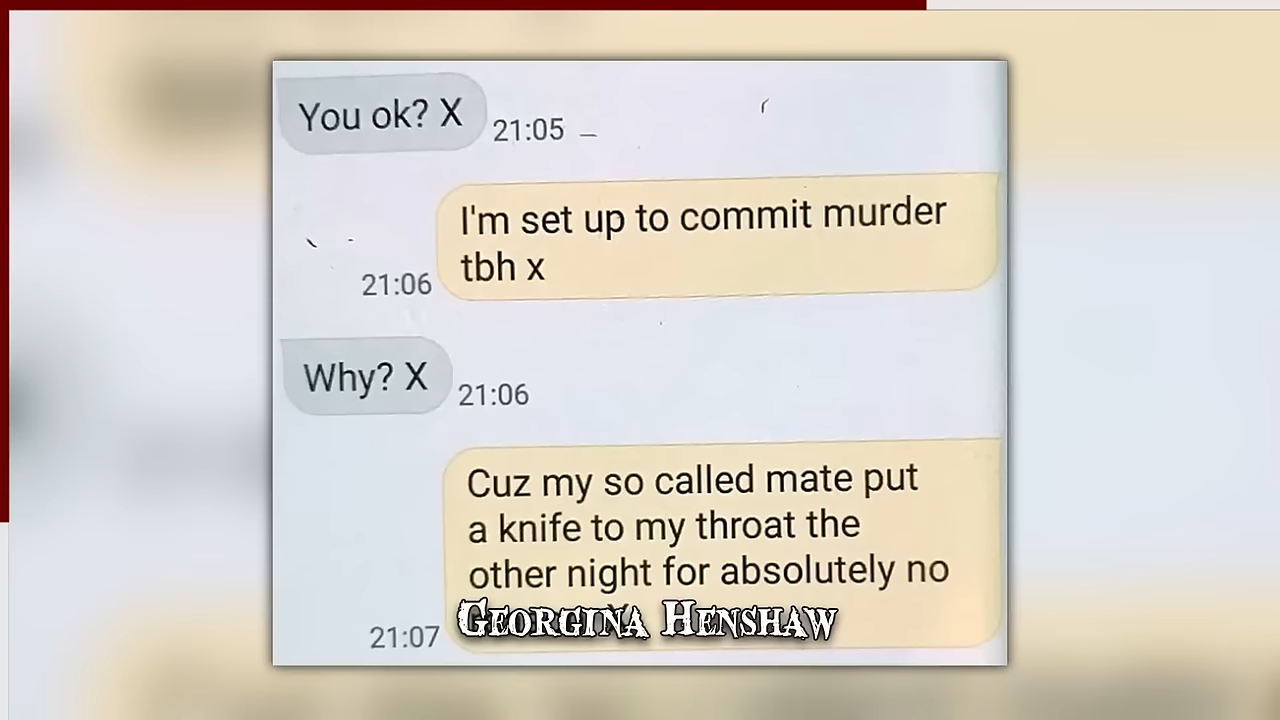 You ok? X
21:05
I'm set up to commit murder
tbh x
21:06
Why? X
21:06
Cuz my so called mate put
a knife to my throat the
other night for absolutely no
GEORGINA HENSHAW
21:07